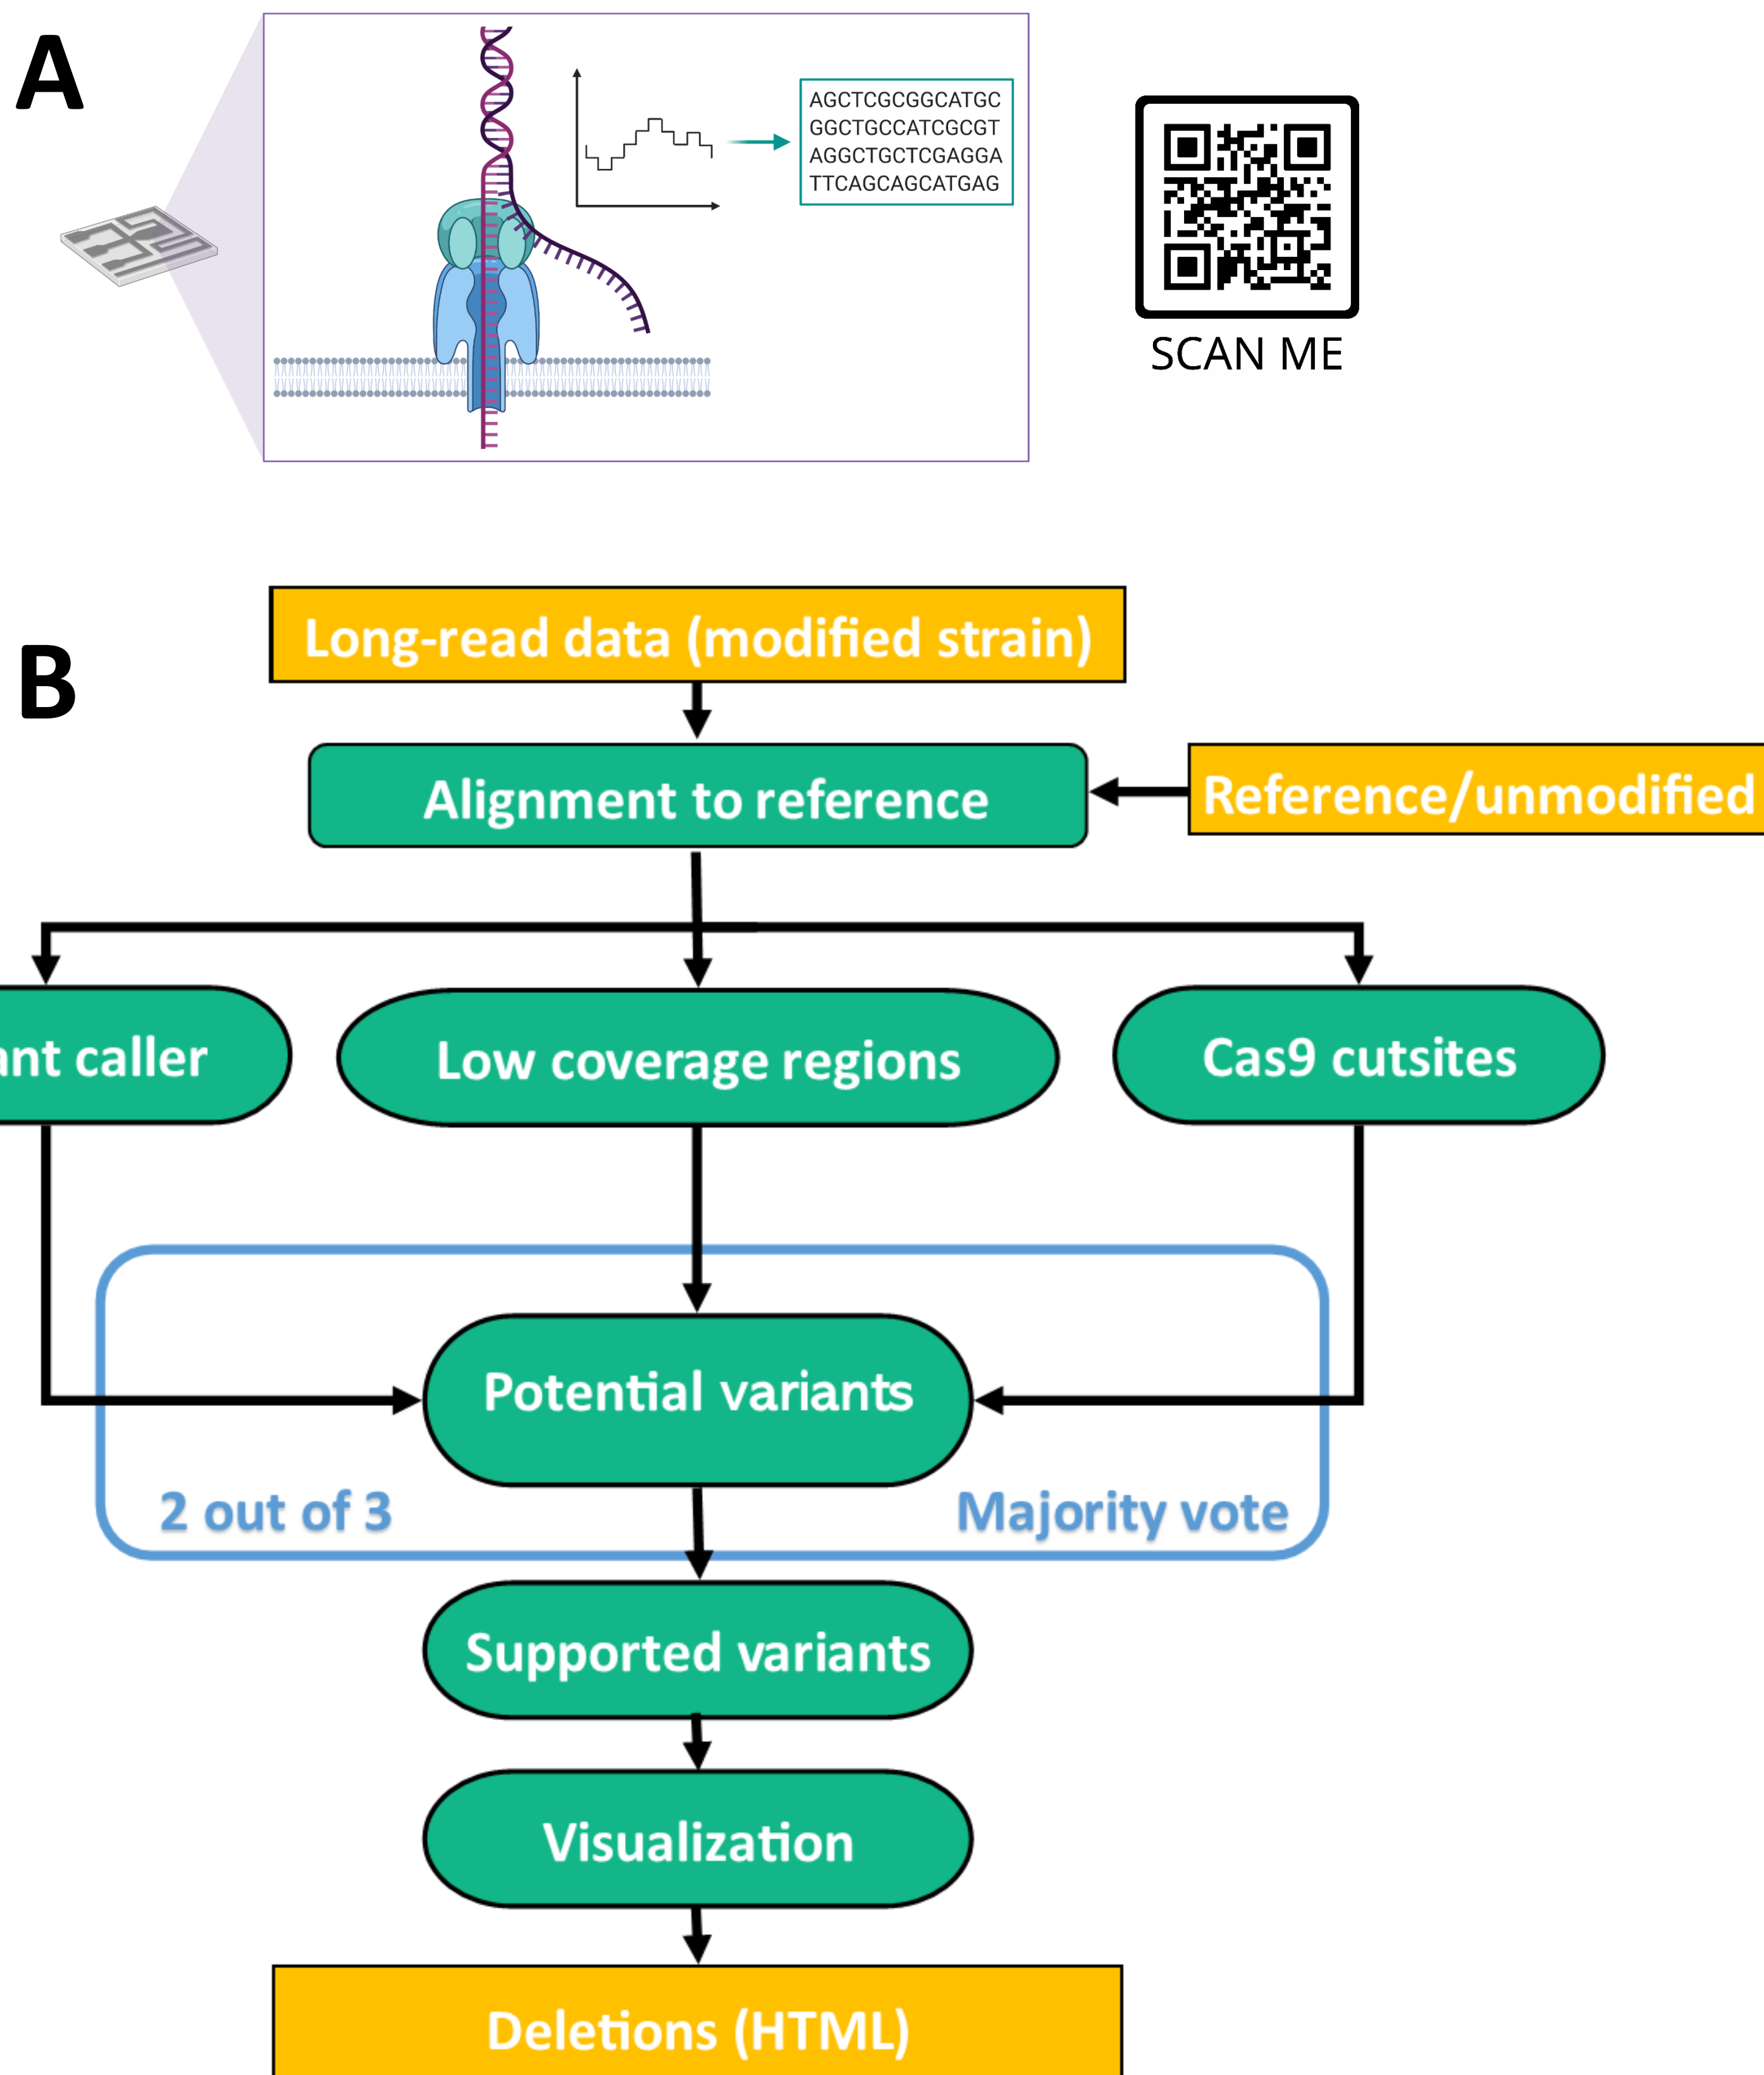 A
AGCTCGCGGCATGC
GGCTGCCATCGCGT
AGGCTGCTCGAGGA
TTCAGCAGCATGAG
SCAN ME
B
Long-read data (modified strain)
Alignment to reference
Reference/unmodified
ant caller
Low coverage regions
Cas9 cutsites
Potential variants
2 out of 3
Majority vote
Supported variants
Visualization
Deletions (HTML)